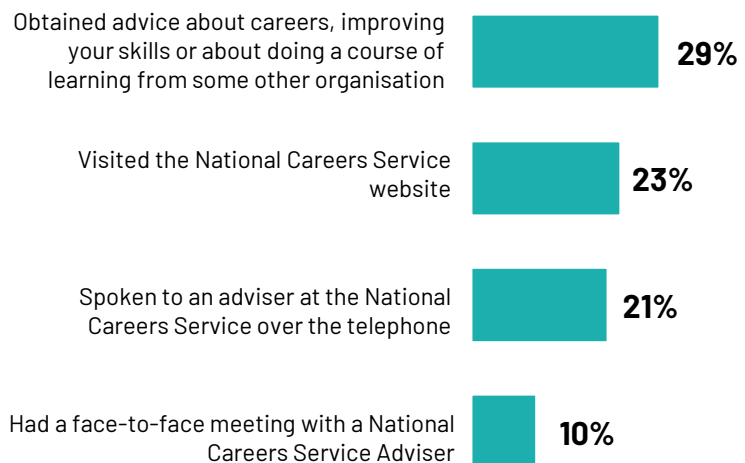 Obtained advice about careers, improving
your skills or about doing a course of
learning from some other organisation
29%
Visited the National Careers Service
website
23%
Spoken to an adviser at the National
Careers Service over the telephone
21%
Had a face-to-face meeting with a National
Careers Service Adviser
10%